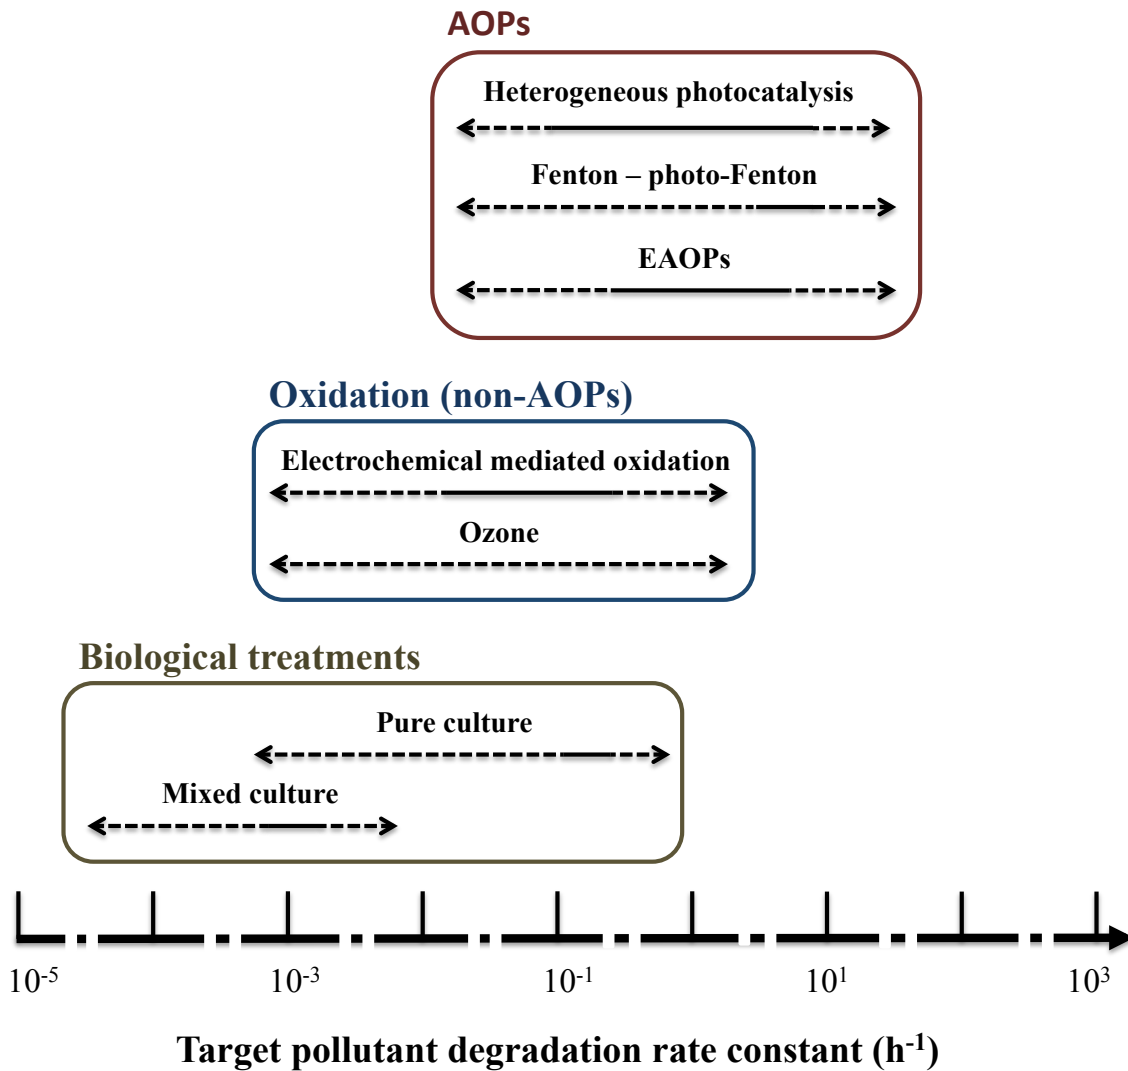 AOPs
Heterogeneous photocatalysis
Fenton – photo-Fenton
EAOPs
Oxidation (non-AOPs)
Electrochemical mediated oxidation
Ozone
Biological treatments
Pure culture
Mixed culture
10⁻⁵ 10⁻³ 10⁻¹ 10¹ 10³
Target pollutant degradation rate constant (h⁻¹)